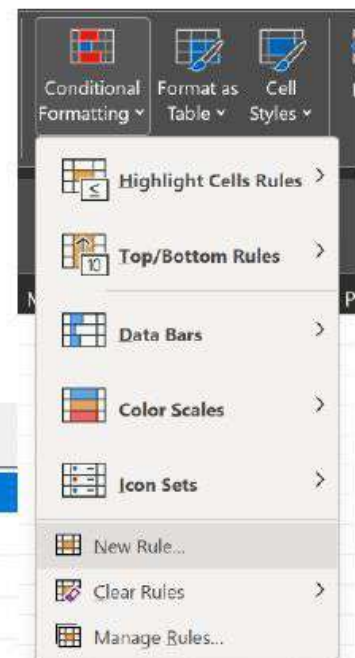 Conditional Formatting ˅
Format as Table ˅
Cell Styles ˅
Highlight Cells Rules >
≤
Top/Bottom Rules >
10
Data Bars >
Color Scales >
Icon Sets >
New Rule...
Clear Rules >
Manage Rules...
P